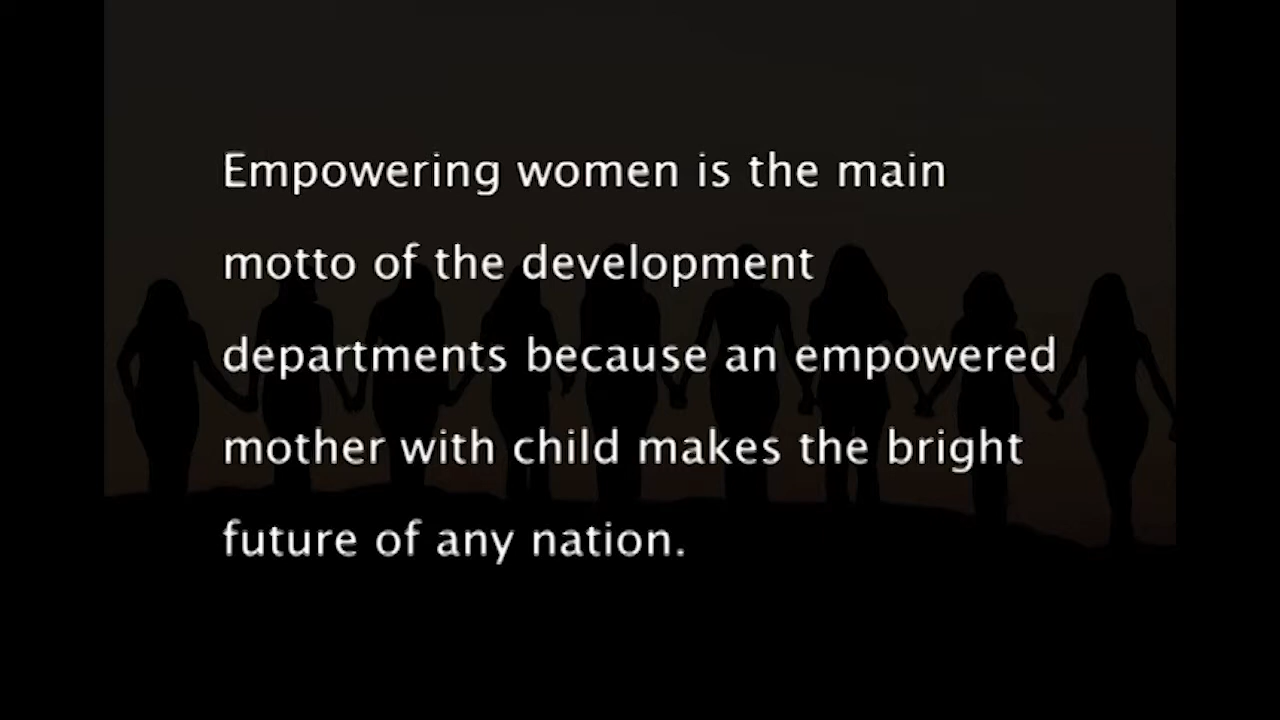 Empowering women is the main
motto of the development
departments because an empowered
mother with child makes the bright
future of any nation.